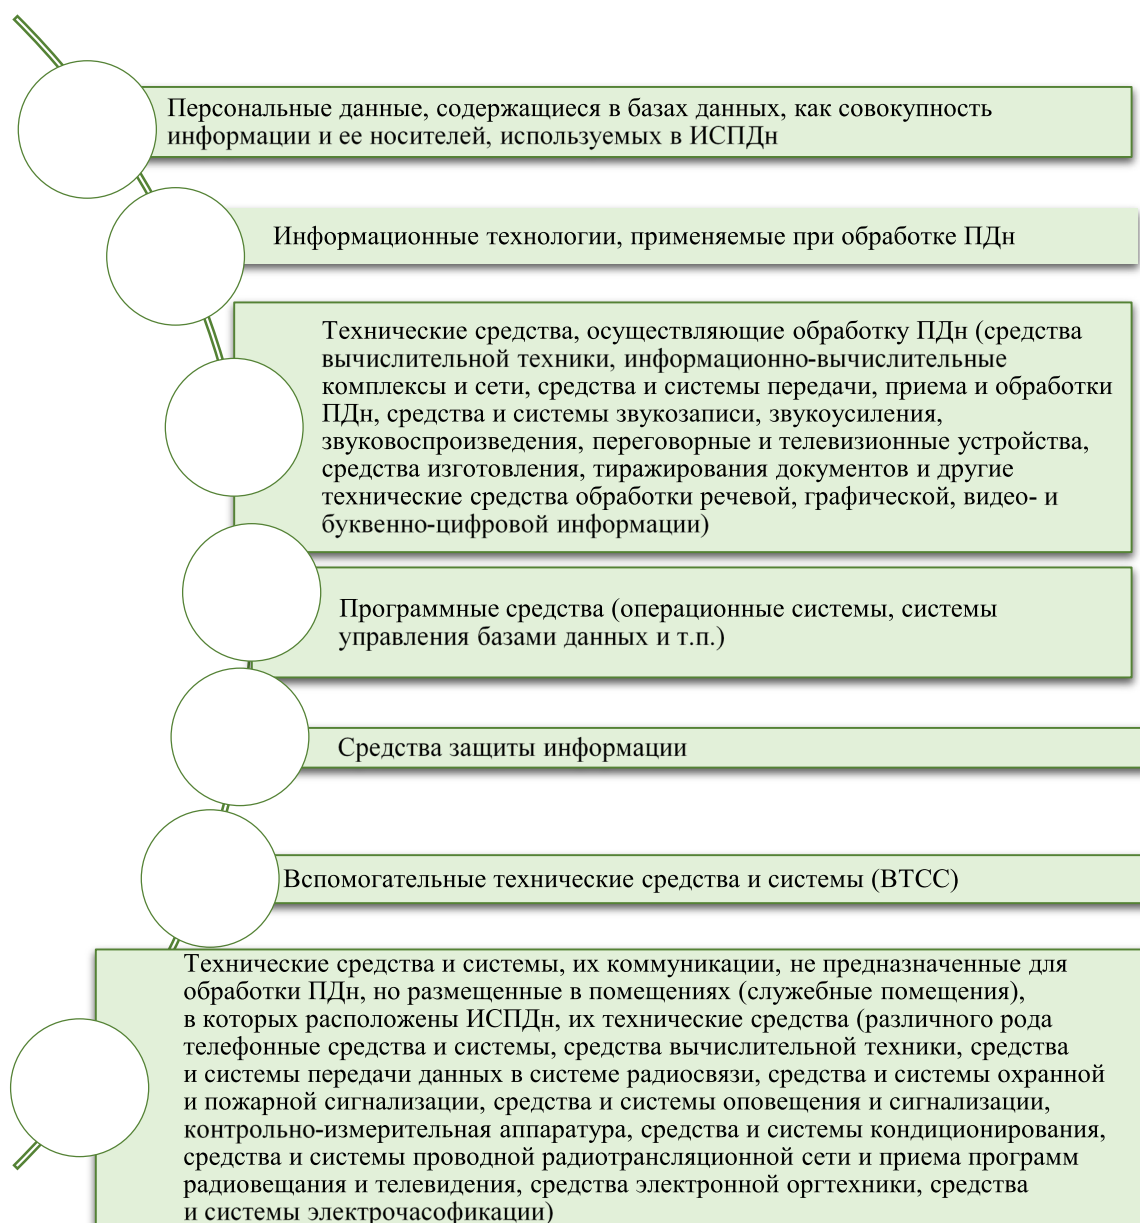 Персональные данные, содержащиеся в базах данных, как совокупность
информации и ее носителей, используемых в ИСПДн
Информационные технологии, применяемые при обработке ПДн
Технические средства, осуществляющие обработку ПДн (средства
вычислительной техники, информационно-вычислительные
комплексы и сети, средства и системы передачи, приема и обработки
ПДн, средства и системы звукозаписи, звукоусиления,
звуковоспроизведения, переговорные и телевизионные устройства,
средства изготовления, тиражирования документов и другие
технические средства обработки речевой, графической, видео- и
буквенно-цифровой информации)
Программные средства (операционные системы, системы
управления базами данных и т.п.)
Средства защиты информации
Вспомогательные технические средства и системы (ВТСС)
Технические средства и системы, их коммуникации, не предназначенные для
обработки ПДн, но размещенные в помещениях (служебные помещения),
в которых расположены ИСПДн, их технические средства (различного рода
телефонные средства и системы, средства вычислительной техники, средства
и системы передачи данных в системе радиосвязи, средства и системы охранной
и пожарной сигнализации, средства и системы оповещения и сигнализации,
контрольно-измерительная аппаратура, средства и системы кондиционирования,
средства и системы проводной радиотрансляционной сети и приема программ
радиовещания и телевидения, средства электронной оргтехники, средства
и системы электрочасофикации)